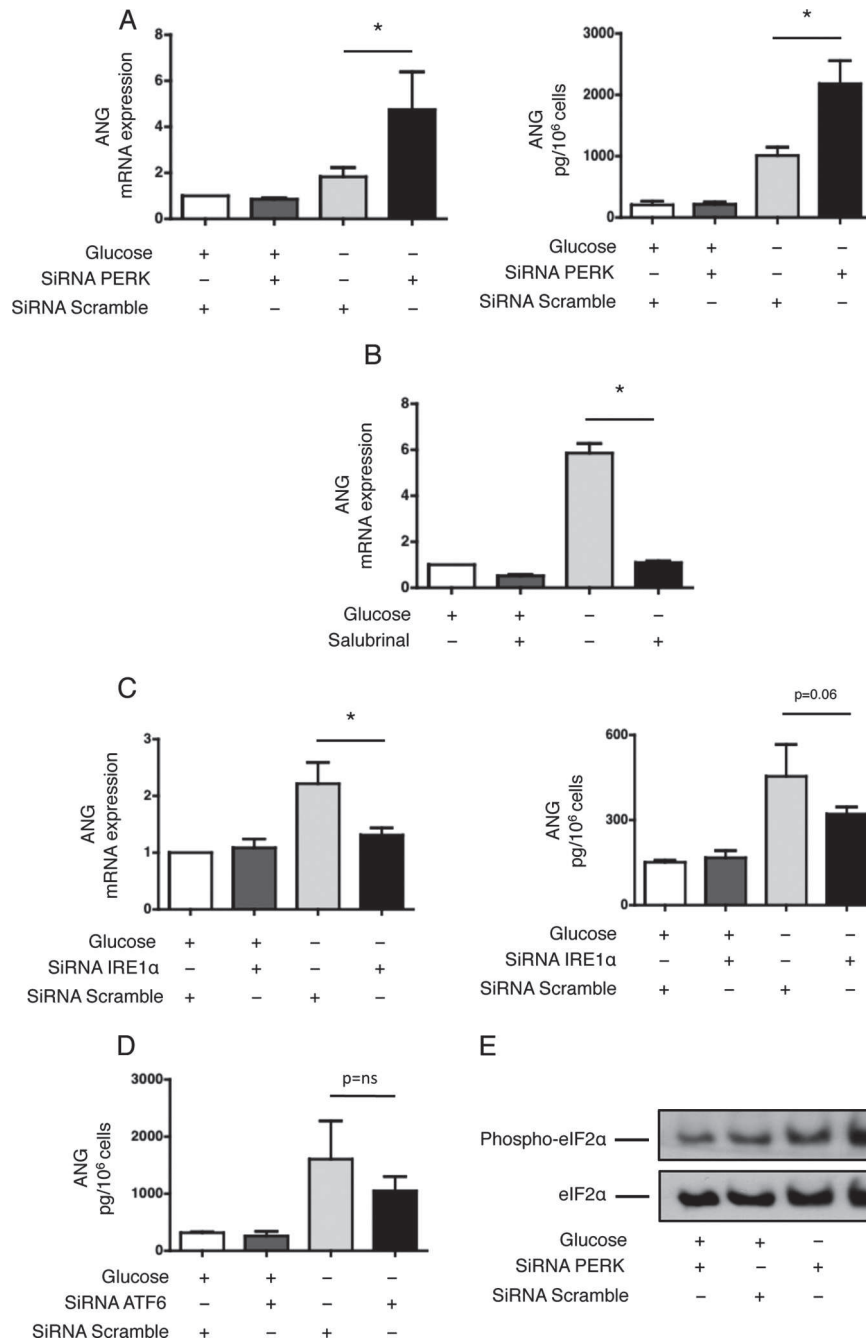 A
ANG
mRNA expression
8
6
4
2
0
*
Glucose + + – –
SiRNA PERK – + – +
SiRNA Scramble + – + –
ANG
pg/10⁶ cells
3000
2000
1000
0
*
Glucose + + – –
SiRNA PERK – + – +
SiRNA Scramble + – + –
B
ANG
mRNA expression
8
6
4
2
0
*
Glucose + + – –
Salubrinal – + – +
C
ANG
mRNA expression
3
2
1
0
*
Glucose + + – –
SiRNA IRE1α – + – +
SiRNA Scramble + – + –
ANG
pg/10⁶ cells
600
300
0
p=0.06
Glucose + + – –
SiRNA IRE1α – + – +
SiRNA Scramble + – + –
D
ANG
pg/10⁶ cells
3000
2000
1000
0
p=ns
Glucose + + – –
SiRNA ATF6 – + – +
SiRNA Scramble + – + –
E
Phospho-eIF2α
eIF2α
Glucose + + –
SiRNA PERK + – +
SiRNA Scramble – + –